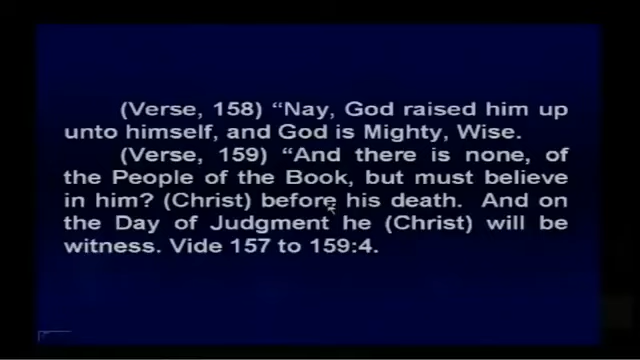 (Verse, 158) “Nay, God raised him up
unto himself, and God is Mighty, Wise.
(Verse, 159) “And there is none, of
the People of the Book, but must believe
in him? (Christ) before his death. And on
the Day of Judgment he (Christ) will be
witness. Vide 157 to 159:4.